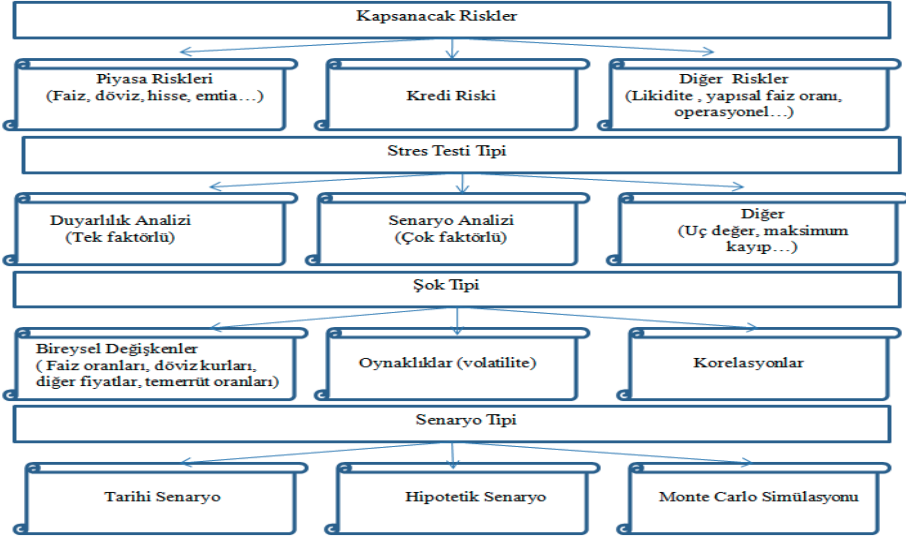 Kapsanacak Riskler
Piyasa Riskleri
(Faiz, döviz, hisse, emtia…)
Kredi Riski
Diğer Riskler
(Likidite , yapısal faiz oranı,
operasyonel…)
Stres Testi Tipi
Duyarlılık Analizi
(Tek faktörlü)
Senaryo Analizi
(Çok faktörlü)
Diğer
(Uç değer, maksimum
kayıp…)
Şok Tipi
Bireysel Değişkenler
( Faiz oranları, döviz kurları,
diğer fiyatlar, temerrüt oranları)
Oynaklıklar (volatilite)
Korelasyonlar
Senaryo Tipi
Tarihi Senaryo
Hipotetik Senaryo
Monte Carlo Simülasyonu